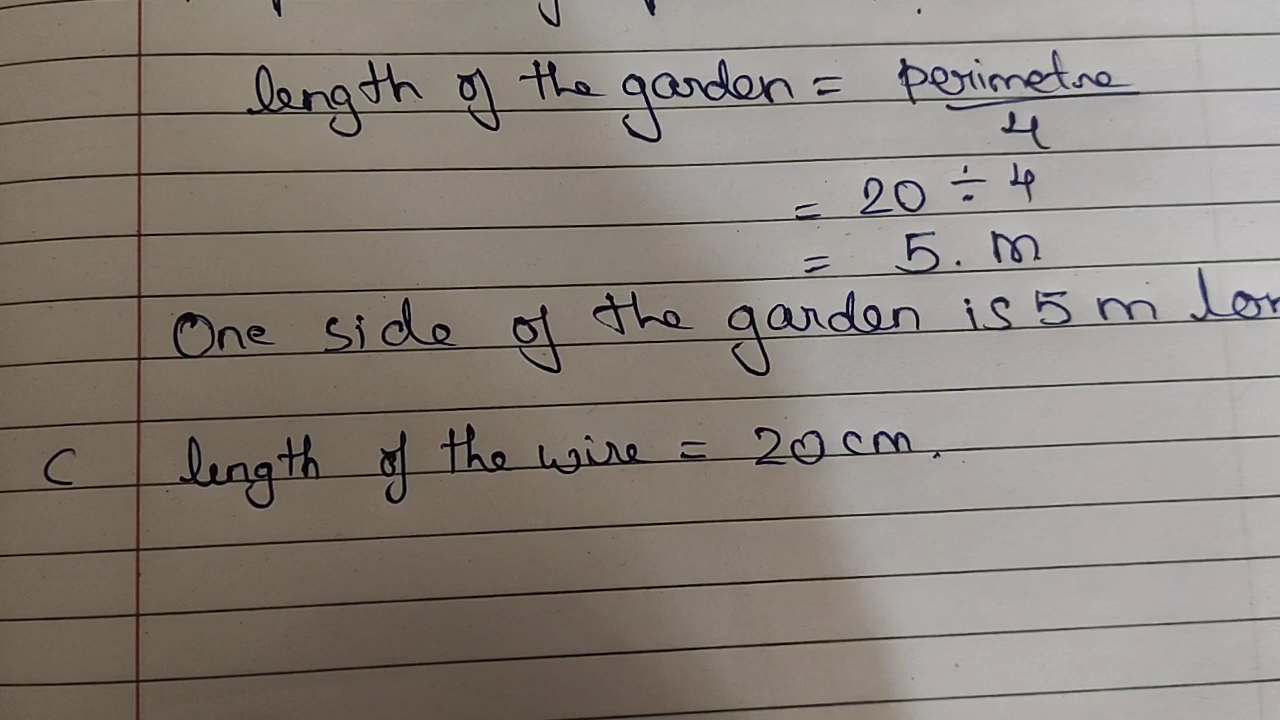 length of the garden = perimetre
4
= 20 ÷ 4
= 5. m
One side of the garden is 5 m lon
C length of the wire = 20 cm.